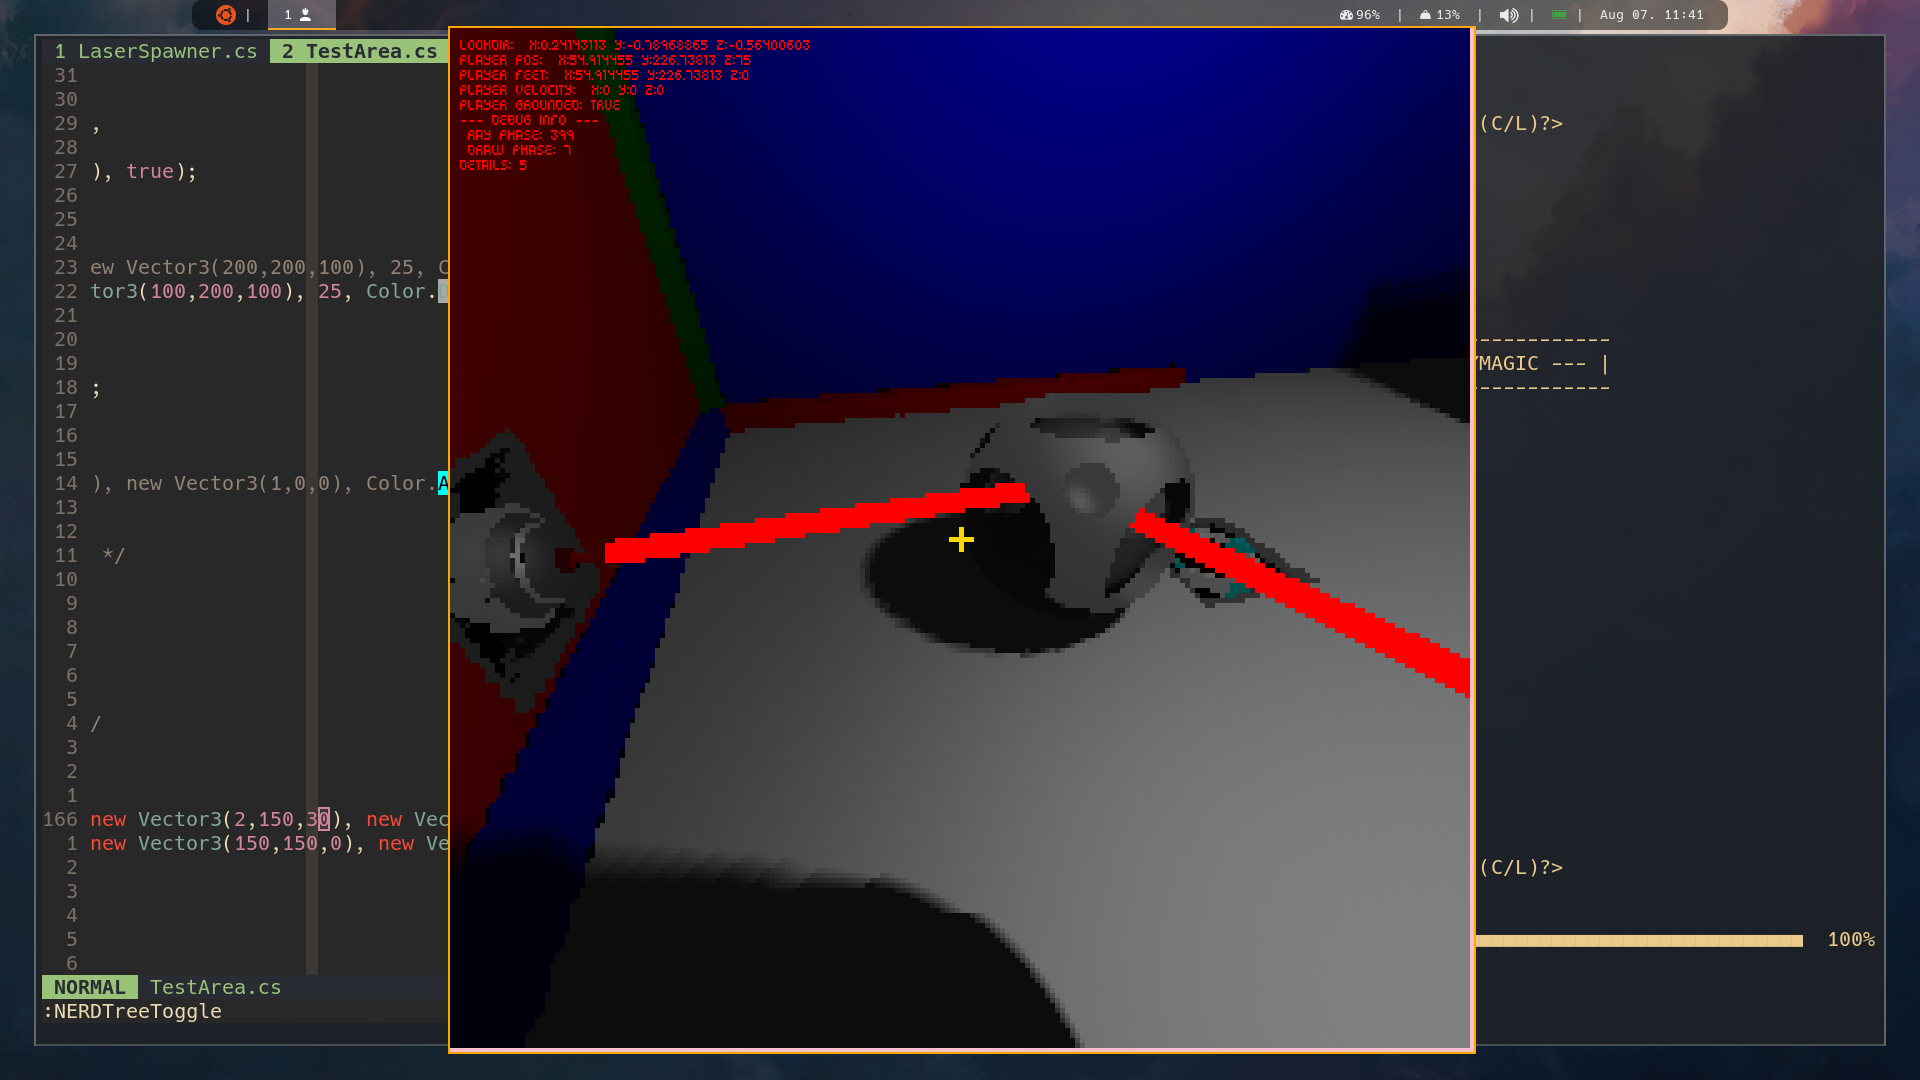 1
96% | 13% | | | Aug 07. 11:41
1 LaserSpawner.cs 2 TestArea.cs
31
30
29 ,
28
27 ), true);
26
25
24
23 ew Vector3(200,200,100), 25, C
22 tor3(100,200,100), 25, Color.
21
20
19
18 ;
17
16
15
14 ), new Vector3(1,0,0), Color.A
13
12
11 */
10
9
8
7
6
5
4 /
3
2
1
166 new Vector3(2,150,30), new Vec
1 new Vector3(150,150,0), new Ve
2
3
4
5
6
NORMAL TestArea.cs
:NERDTreeToggle
LOOKDIR: X:0.24143113 Y:-0.78968865 Z:-0.56400603
PLAYER POS: X:54.914455 Y:226.73813 Z:75
PLAYER FEET: X:54.914455 Y:226.73813 Z:0
PLAYER VELOCITY: X:0 Y:0 Z:0
PLAYER GROUNDED: TRUE
--- DEBUG INFO ---
RAY PHASE: 399
DRAW PHASE: 7
DETAILS: 5
(C/L)?>
------------
MAGIC --- |
------------
(C/L)?>
100%